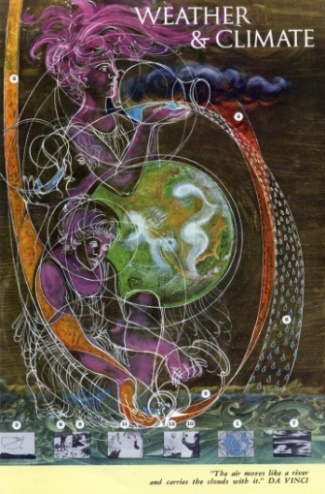 WEATHER
& CLIMATE
"The air moves like a river
and carries the clouds with it." DA VINCI